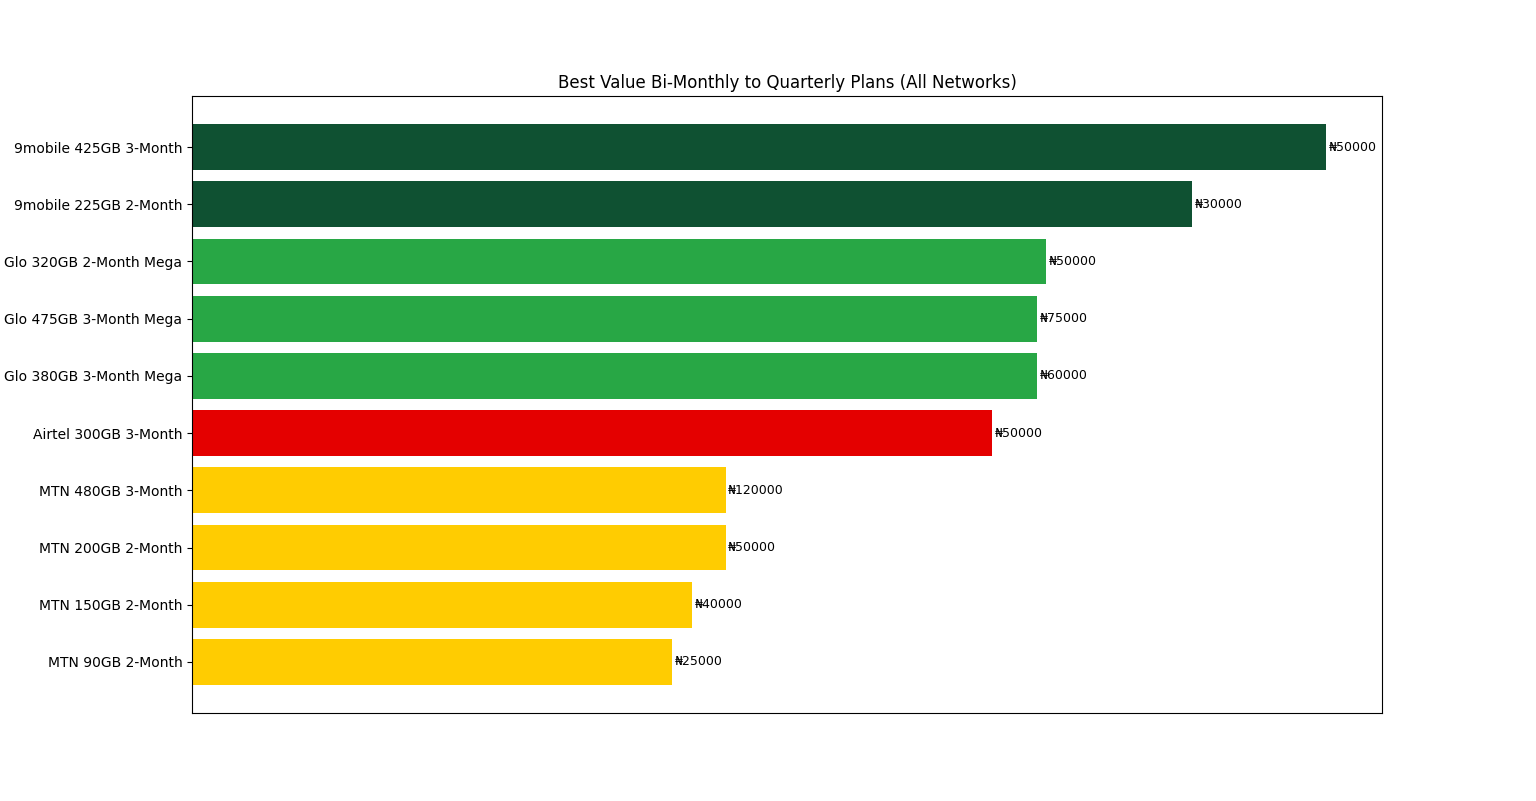 Best Value Bi-Monthly to Quarterly Plans (All Networks)
9mobile 425GB 3-Month ₦50000
9mobile 225GB 2-Month ₦30000
Glo 320GB 2-Month Mega ₦50000
Glo 475GB 3-Month Mega ₦75000
Glo 380GB 3-Month Mega ₦60000
Airtel 300GB 3-Month ₦50000
MTN 480GB 3-Month ₦120000
MTN 200GB 2-Month ₦50000
MTN 150GB 2-Month ₦40000
MTN 90GB 2-Month ₦25000